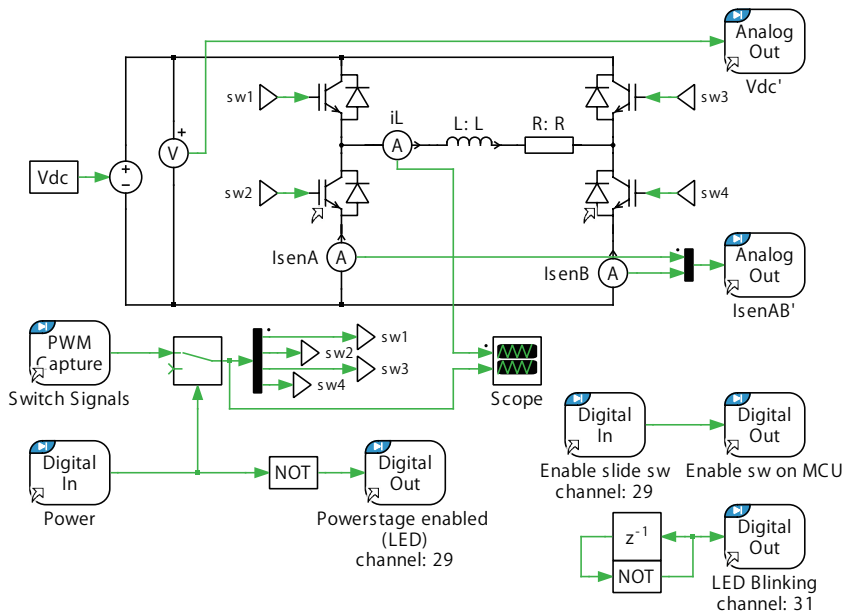 Analog
Out
Vdc'
sw1
iL
A
L: L
R: R
sw3
+
V
Vdc
+
−
sw2
sw4
IsenA
A
IsenB
A
Analog
Out
IsenAB'
PWM
Capture
Switch Signals
sw1
sw2
sw3
sw4
Scope
Digital
In
Enable slide sw
channel: 29
Digital
Out
Enable sw on MCU
Digital
In
Power
NOT
Digital
Out
Powerstage enabled
(LED)
channel: 29
z-1
NOT
Digital
Out
LED Blinking
channel: 31